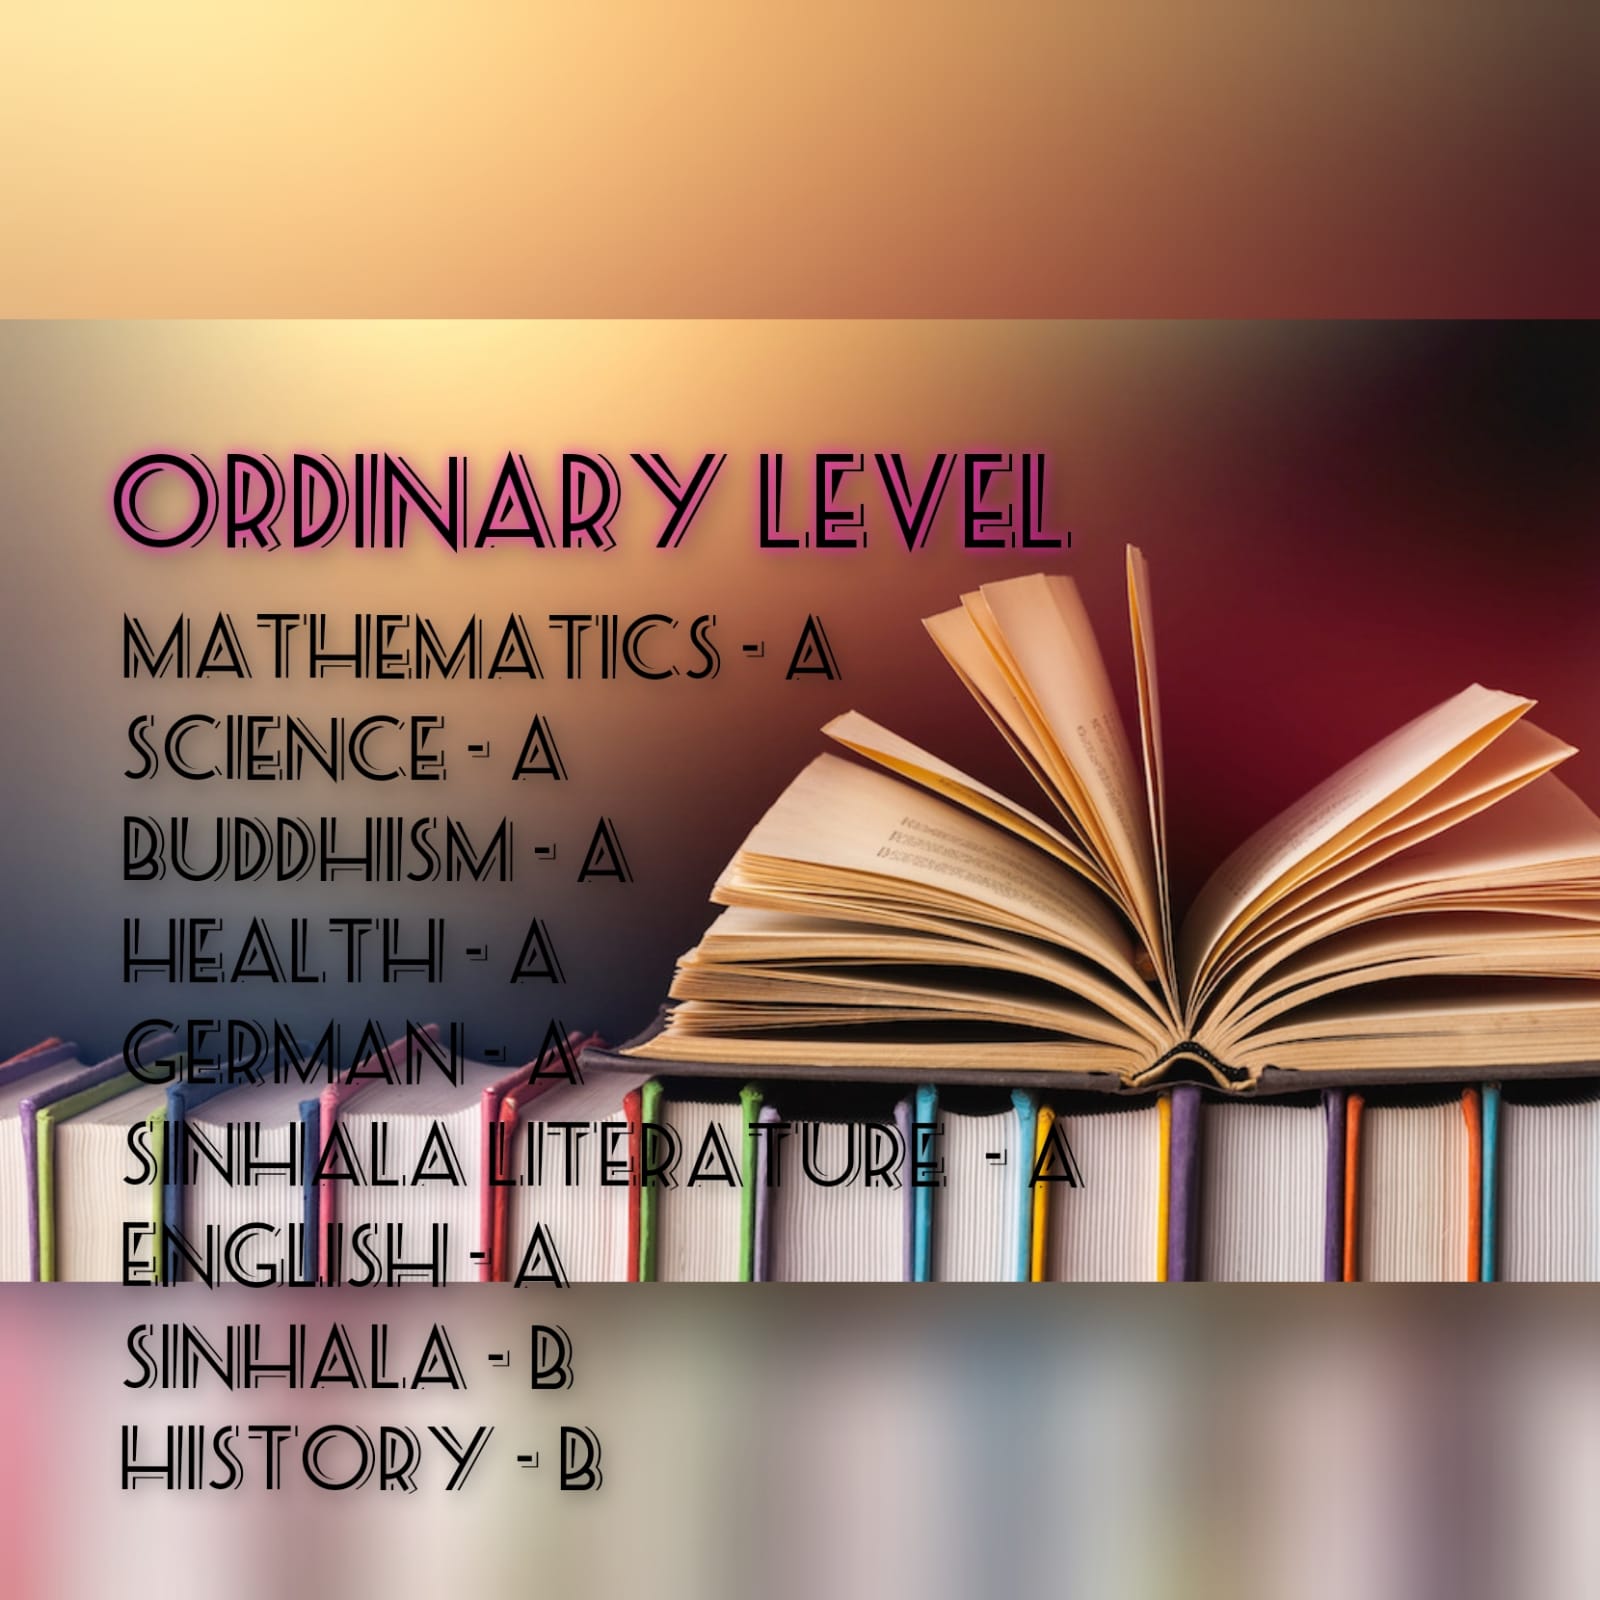 ORDINARY LEVEL
MATHEMATICS - A
SCIENCE - A
BUDDHISM - A
HEALTH - A
GERMAN - A
SINHALA LITERATURE - A
ENGLISH - A
SINHALA - B
HISTORY - B